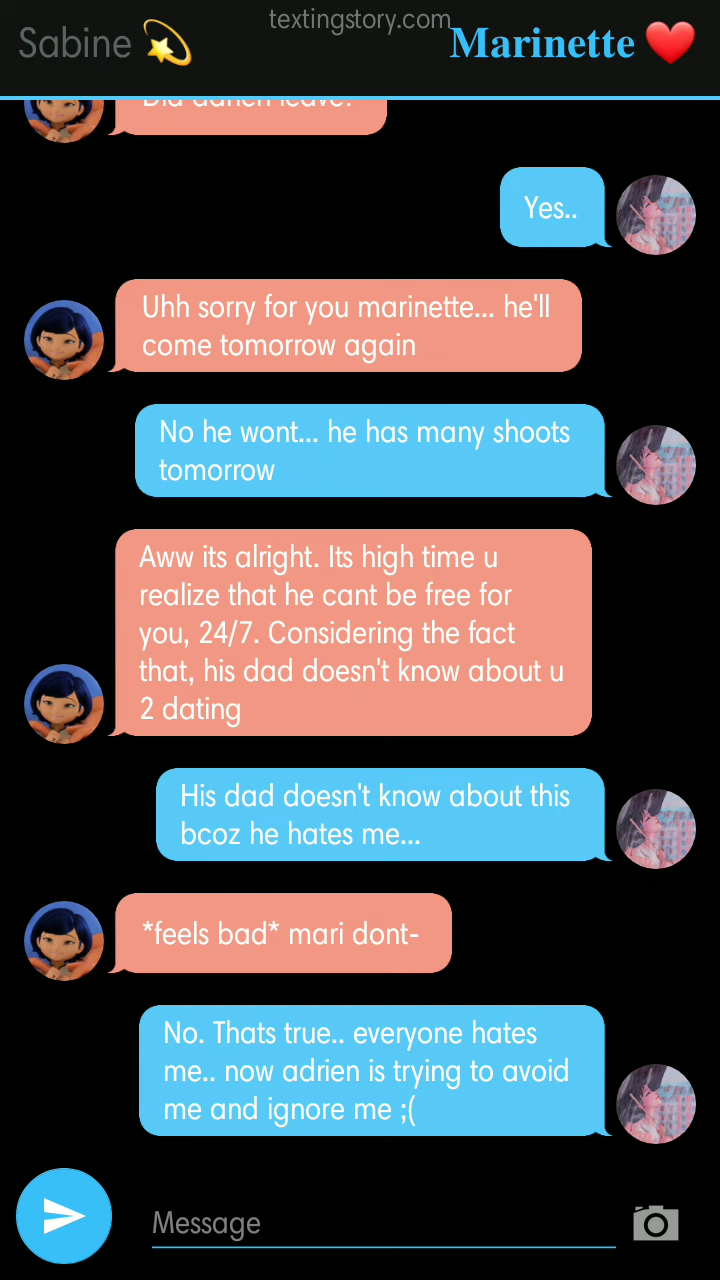 textingstory.com
Sabine 💫
Marinette ❤️
Did adrien leave?
Yes..
Uhh sorry for you marinette... he'll
come tomorrow again
No he wont... he has many shoots
tomorrow
Aww its alright. Its high time u
realize that he cant be free for
you, 24/7. Considering the fact
that, his dad doesn't know about u
2 dating
His dad doesn't know about this
bcoz he hates me...
*feels bad* mari dont-
No. Thats true.. everyone hates
me.. now adrien is trying to avoid
me and ignore me ;(
Message